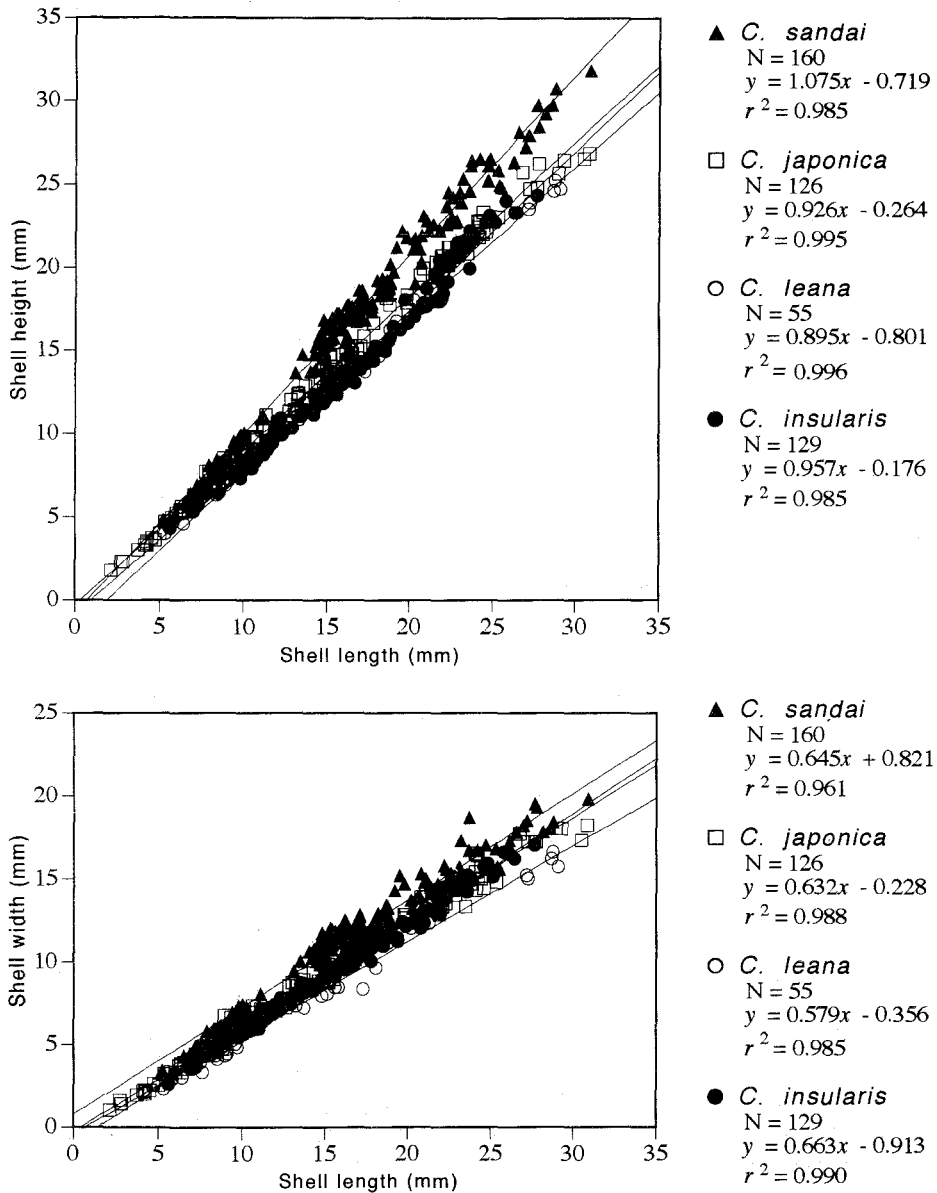 35
30
25
20
15
10
5
0
Shell height (mm)
0 5 10 15 20 25 30 35
Shell length (mm)
▲ C. sandai
N = 160
y = 1.075x - 0.719
r² = 0.985
□ C. japonica
N = 126
y = 0.926x - 0.264
r² = 0.995
○ C. leana
N = 55
y = 0.895x - 0.801
r² = 0.996
● C. insularis
N = 129
y = 0.957x - 0.176
r² = 0.985
25
20
15
10
5
0
Shell width (mm)
0 5 10 15 20 25 30 35
Shell length (mm)
▲ C. sandai
N = 160
y = 0.645x + 0.821
r² = 0.961
□ C. japonica
N = 126
y = 0.632x - 0.228
r² = 0.988
○ C. leana
N = 55
y = 0.579x - 0.356
r² = 0.985
● C. insularis
N = 129
y = 0.663x - 0.913
r² = 0.990